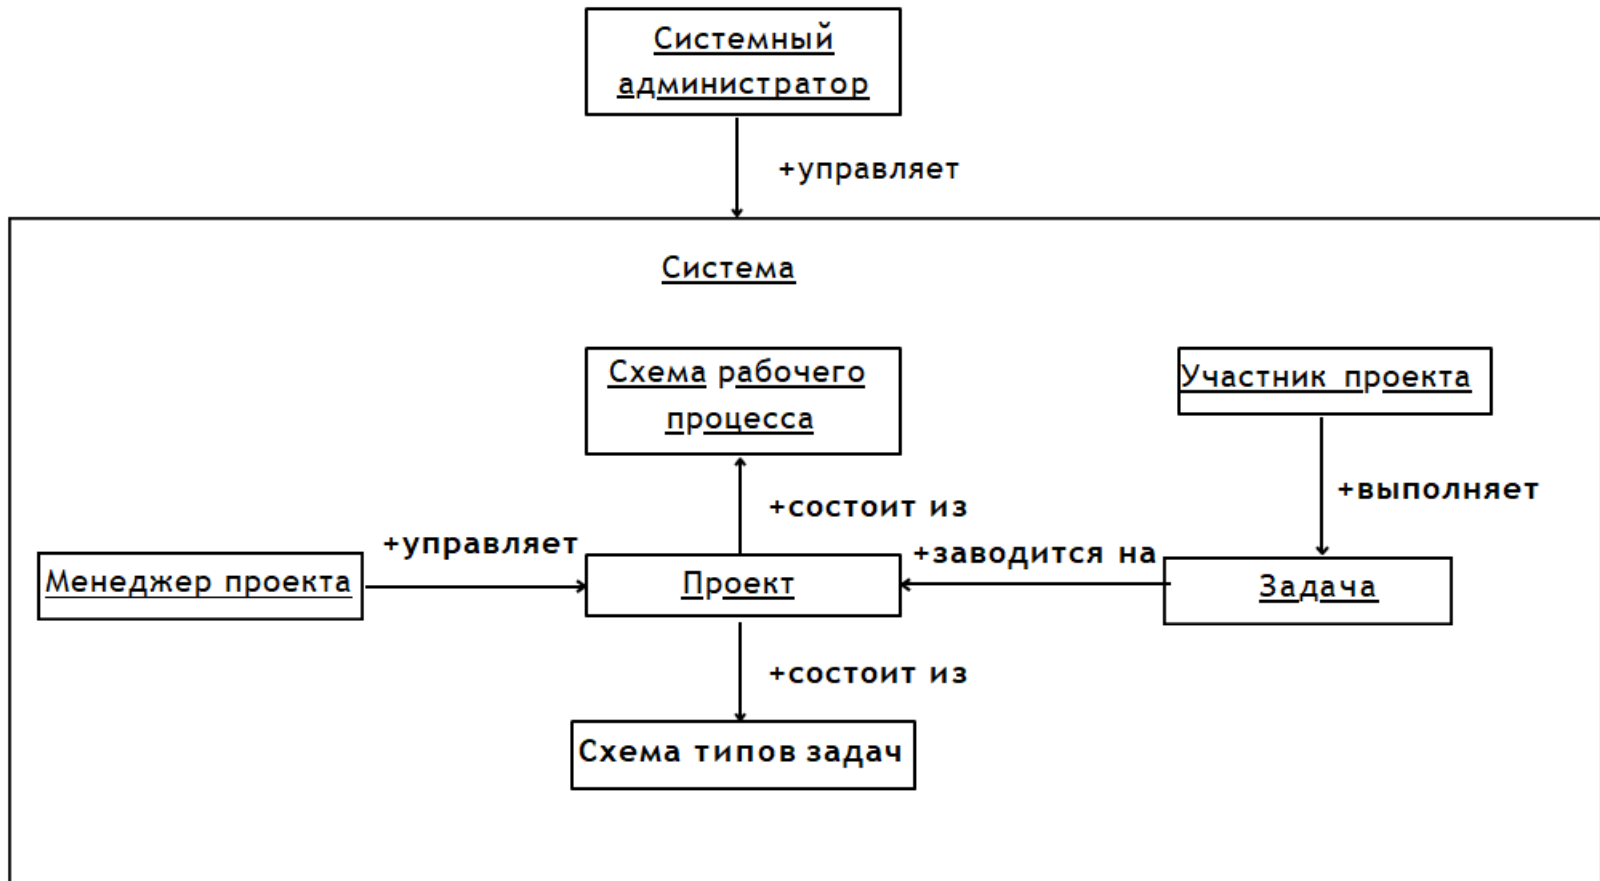 Системный
администратор
+управляет
Система
Схема рабочего
процесса
Участник проекта
+состоит из
+выполняет
+управляет
+заводится на
Менеджер проекта
Проект
Задача
+состоит из
Схема типов задач